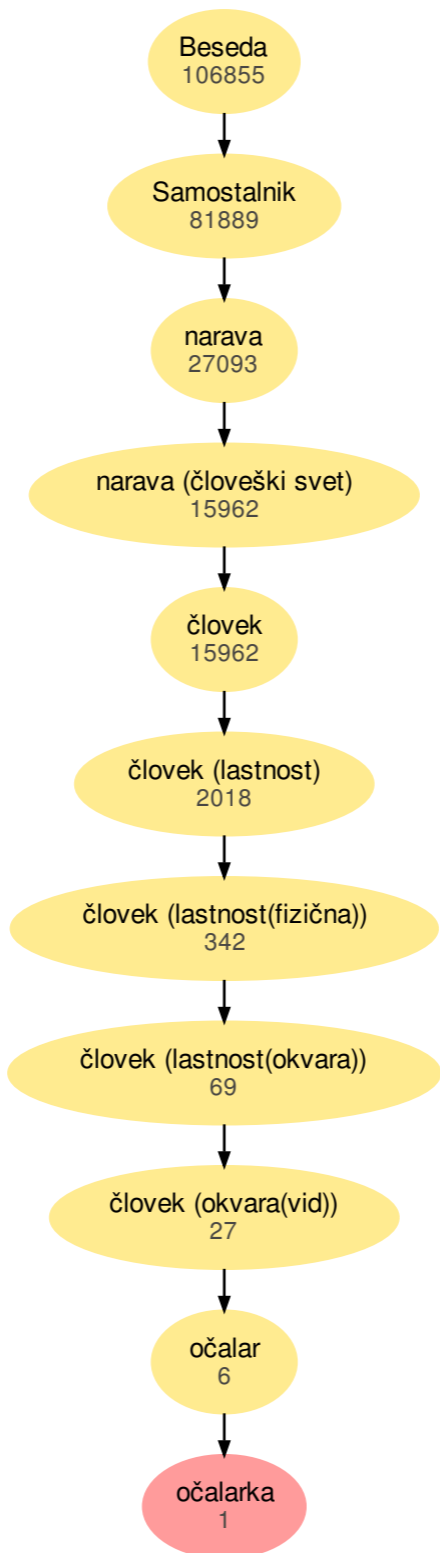 Beseda
106855
Samostalnik
81889
narava
27093
narava (človeški svet)
15962
človek
15962
človek (lastnost)
2018
človek (lastnost(fizična))
342
človek (lastnost(okvara))
69
človek (okvara(vid))
27
očalar
6
očalarka
1